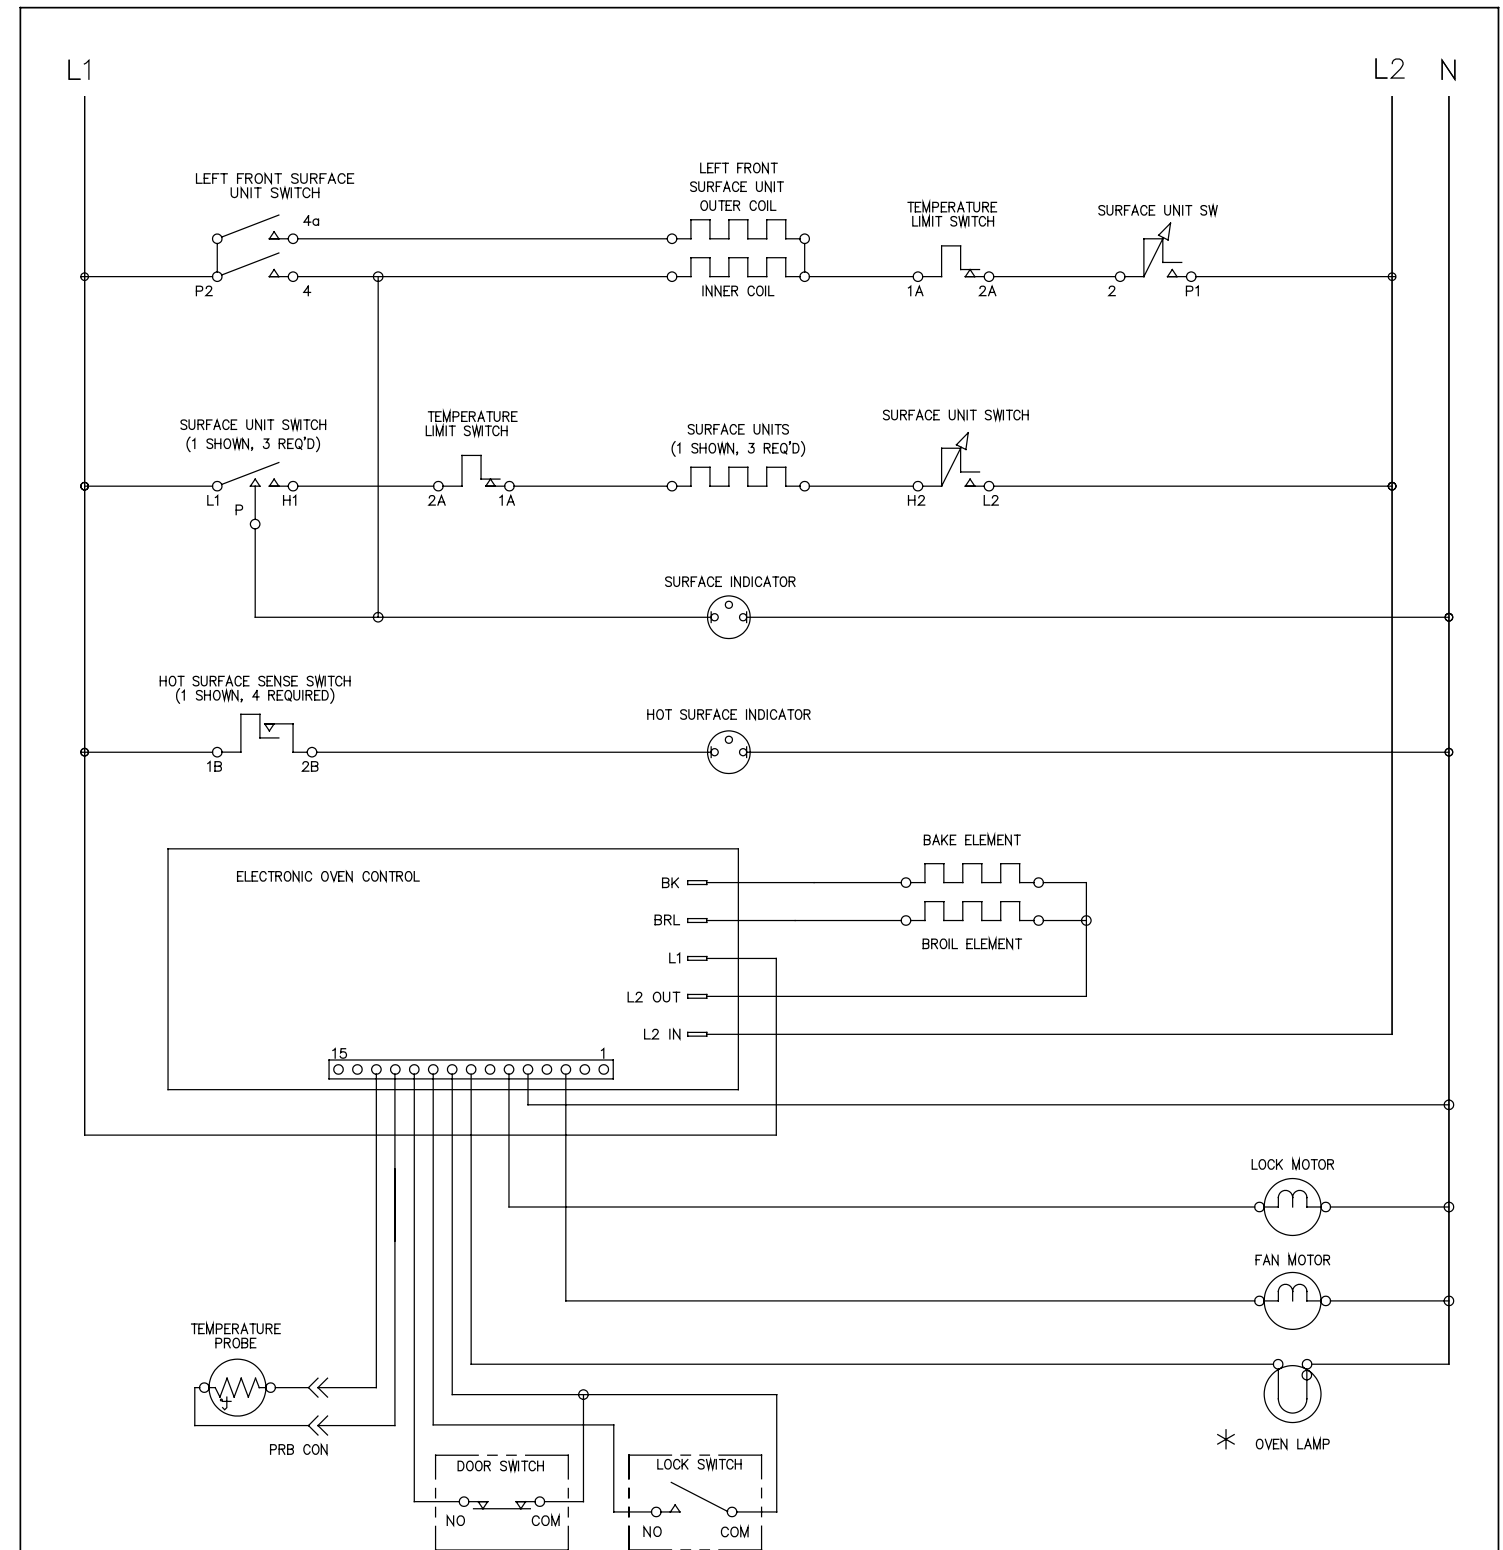 L1
L2
N
LEFT FRONT SURFACE
UNIT SWITCH
4a
P2
4
LEFT FRONT
SURFACE UNIT
OUTER COIL
INNER COIL
TEMPERATURE
LIMIT SWITCH
1A
2A
SURFACE UNIT SW
2
P1
SURFACE UNIT SWITCH
(1 SHOWN, 3 REQ'D)
L1
P
H1
TEMPERATURE
LIMIT SWITCH
2A
1A
SURFACE UNITS
(1 SHOWN, 3 REQ'D)
SURFACE UNIT SWITCH
H2
L2
SURFACE INDICATOR
HOT SURFACE SENSE SWITCH
(1 SHOWN, 4 REQUIRED)
1B
2B
HOT SURFACE INDICATOR
ELECTRONIC OVEN CONTROL
BK
BRL
L1
L2 OUT
L2 IN
15
1
BAKE ELEMENT
BROIL ELEMENT
LOCK MOTOR
FAN MOTOR
TEMPERATURE
PROBE
PRB CON
DOOR SWITCH
NO
COM
LOCK SWITCH
NO
COM
* OVEN LAMP